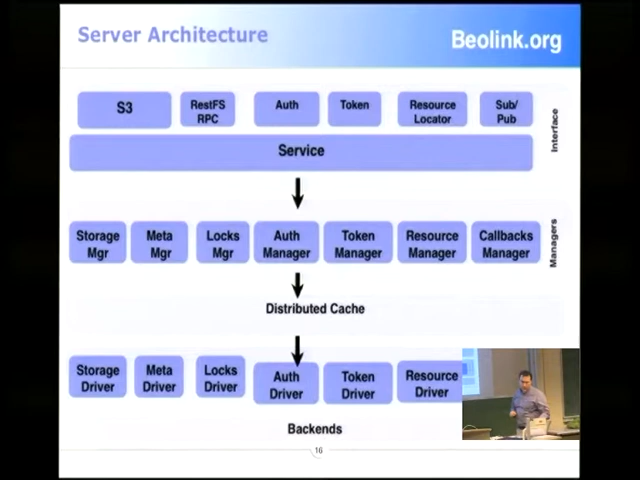 Server Architecture
Beolink.org
S3
RestFS
RPC
Auth
Token
Resource
Locator
Sub/
Pub
Interface
Service
Storage
Mgr
Meta
Mgr
Locks
Mgr
Auth
Manager
Token
Manager
Resource
Manager
Callbacks
Manager
Managers
Distributed Cache
Storage
Driver
Meta
Driver
Locks
Driver
Auth
Driver
Token
Driver
Resource
Driver
Backends
16